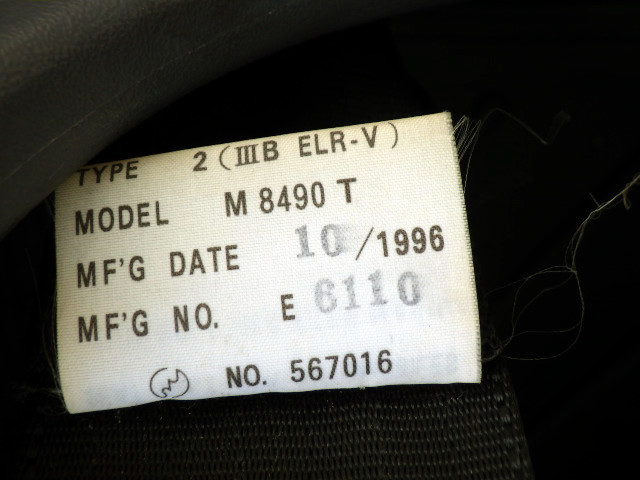 TYPE 2 (IIIB ELR-V)
MODEL M 8490 T
MF'G DATE 10 /1996
MF'G NO. E 6110
NO. 567016